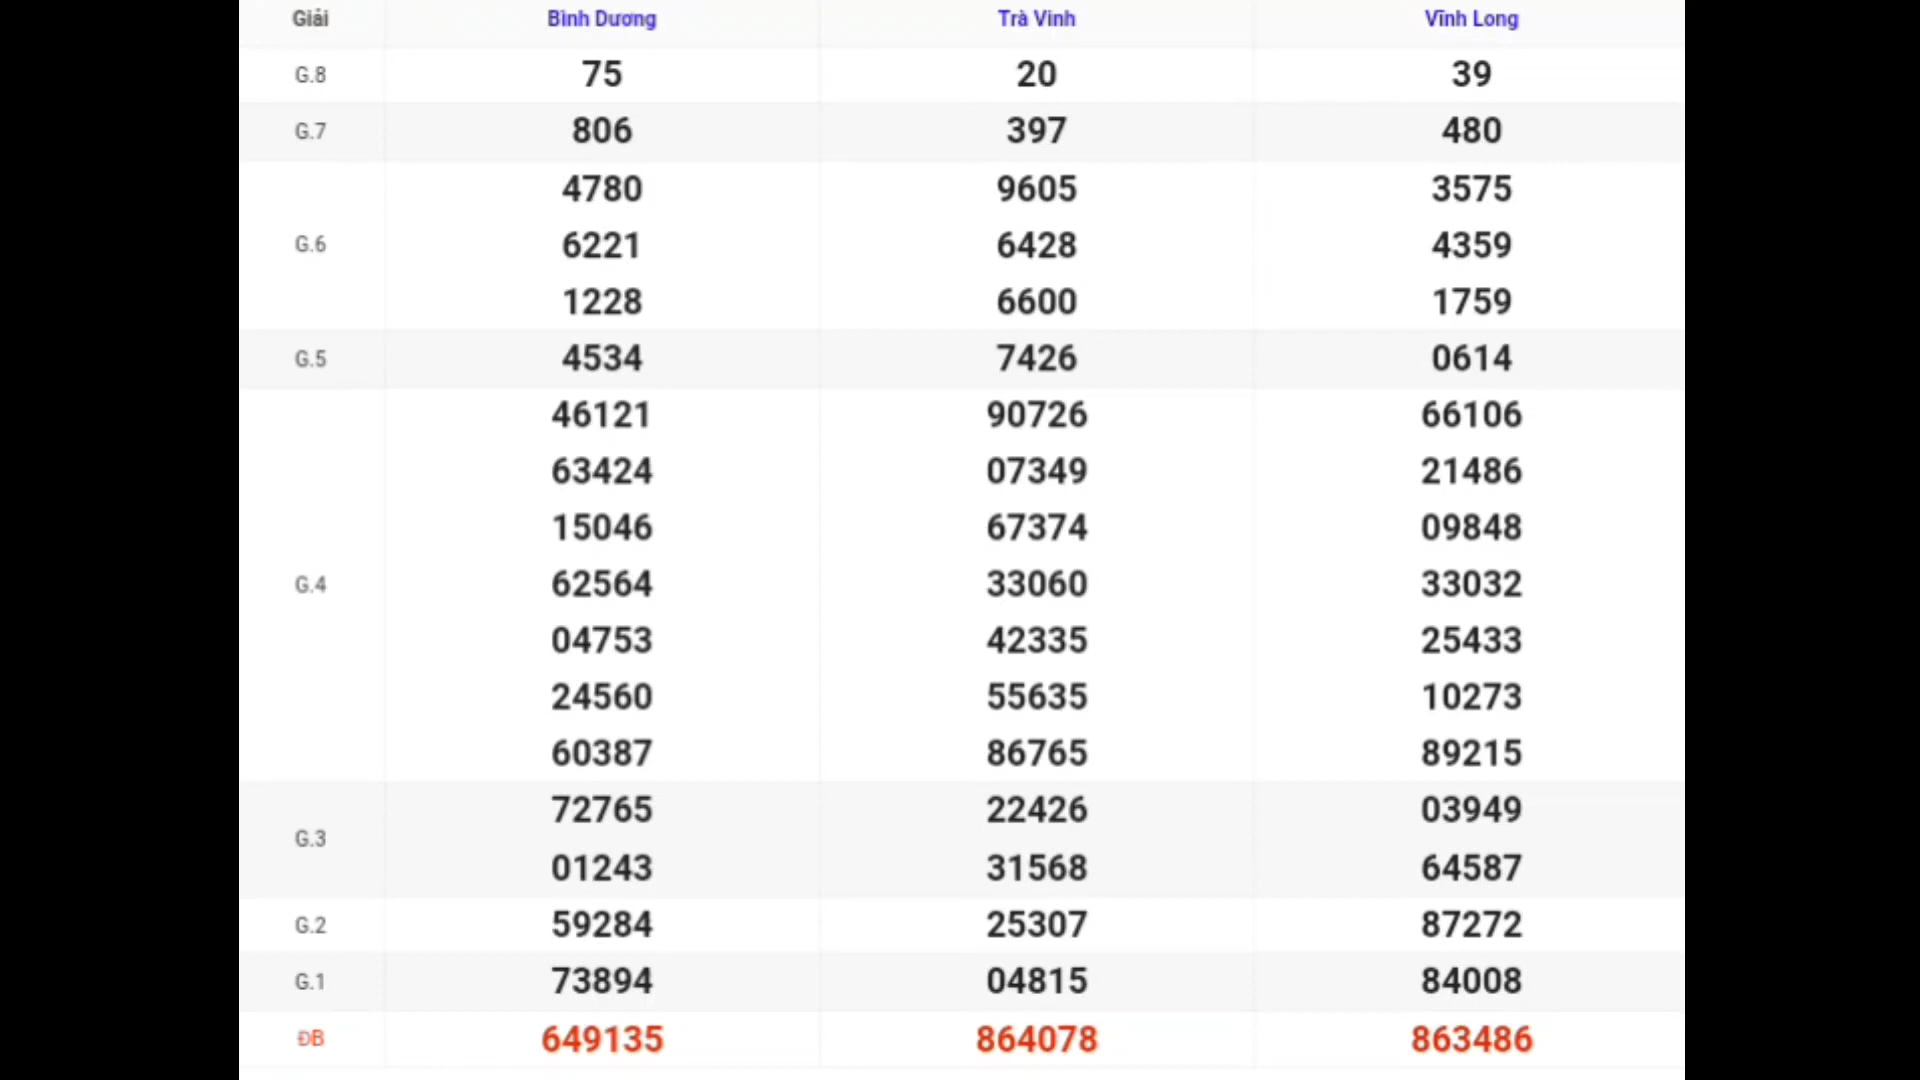 Giải Bình Dương Trà Vinh Vĩnh Long
G.8 75 20 39
G.7 806 397 480
4780 9605 3575
G.6 6221 6428 4359
1228 6600 1759
G.5 4534 7426 0614
46121 90726 66106
63424 07349 21486
15046 67374 09848
G.4 62564 33060 33032
04753 42335 25433
24560 55635 10273
60387 86765 89215
72765 22426 03949
G.3
01243 31568 64587
G.2 59284 25307 87272
G.1 73894 04815 84008
ĐB 649135 864078 863486